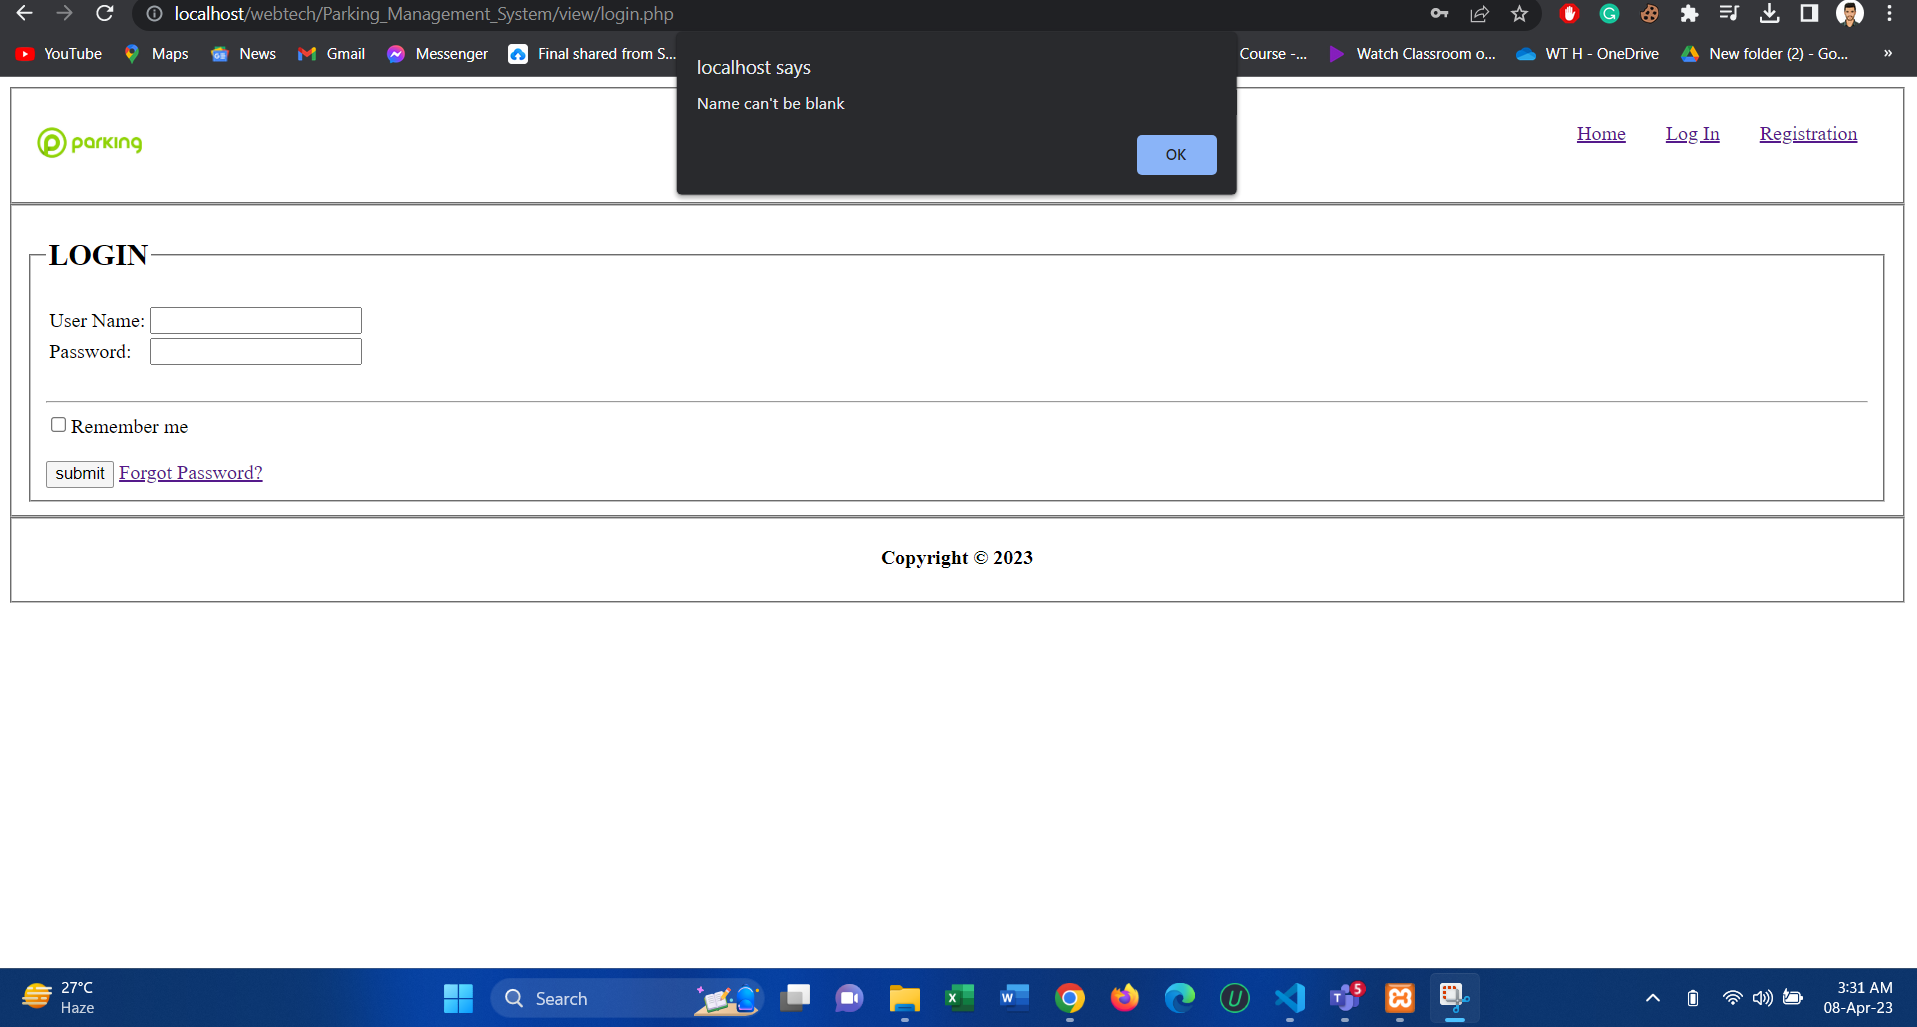 localhost/webtech/Parking_Management_System/view/login.php
YouTube Maps News Gmail Messenger Final shared from S... Course -... Watch Classroom o... WT H - OneDrive New folder (2) - Go... »
localhost says
Name can't be blank
OK
parking
Home Log In Registration
LOGIN
User Name:
Password:
Remember me
submit Forgot Password?
Copyright © 2023
27°C
Haze
Search
5
3:31 AM
08-Apr-23